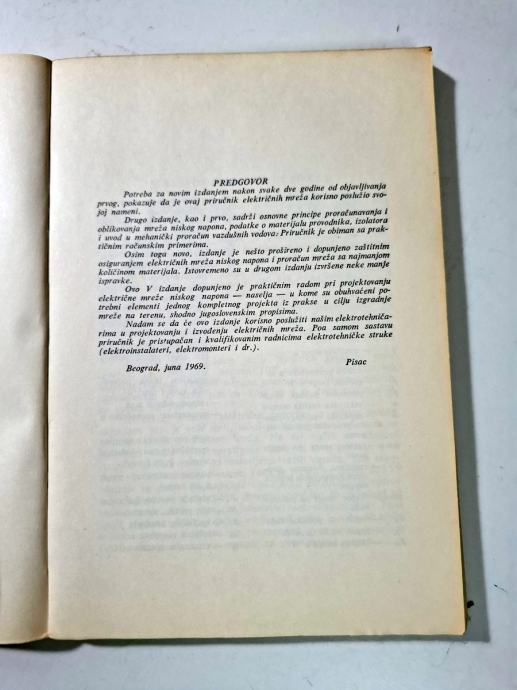 PREDGOVOR
Potreba za novim izdanjem nakon svake dve godine od objavljivanja
prvog, pokazuje da je ovaj priručnik električnih mreža korisno poslužio svo-
joj nameni.
Drugo izdanje, kao i prvo, sadrži osnovne principe proračunavanja i
oblikovanja mreža niskog napona, podatke o materijalu provodnika, izolatora
i uvod u mehanički proračun vazdušnih vodova: Priručnik je obiman sa prak-
tičnim računskim primerima.
Osim toga novo, izdanje je nešto prošireno i dopunjeno zaštitnim
osiguranjem električnih mreža niskog napona i proračun mreža sa najmanjom
količinom materijala. Istovremeno su u drugom izdanju izvršene neke manje
ispravke.
Ovo V izdanje dopunjeno je praktičnim radom pri projektovanju
električne mreže niskog napona — naselja — u kome su obuhvaćeni po-
trebni elementi jednog kompletnog projekta iz prakse u cilju izgradnje
mreže na terenu, shodno jugoslovenskim propisima.
Nadam se da će ovo izdanje korisno poslužiti našim elektrotehniča-
rima u projektovanju i izvođenju električnih mreža. Poa samom sastavu
priručnik je pristupačan i kvalifikovanim radnicima elektrotehničke struke
(elektroinstalateri, elektromonteri i dr.).
Beograd, juna 1969. Pisac